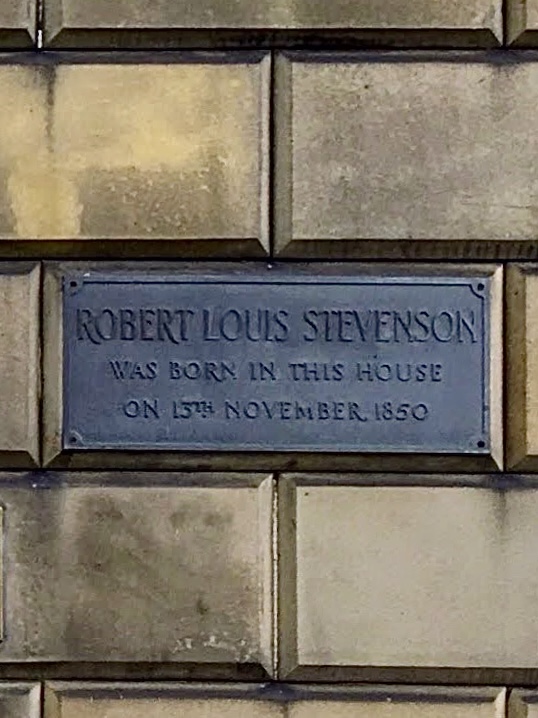 ROBERT LOUIS STEVENSON
WAS BORN IN THIS HOUSE
ON 13TH NOVEMBER 1850